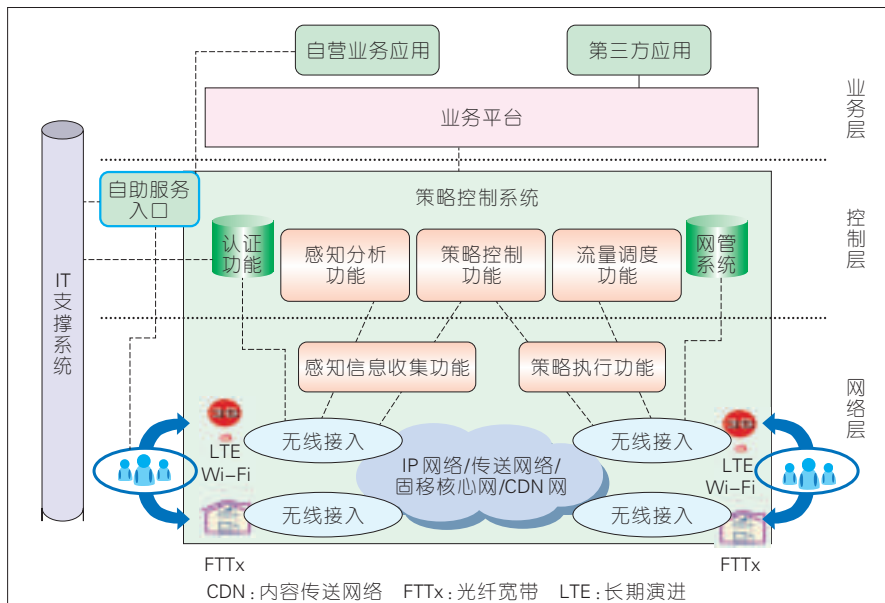 自营业务应用
第三方应用
业务平台
业务层
自助服务
入口
策略控制系统
认证
功能
感知分析
功能
策略控制
功能
流量调度
功能
网管
系统
控制层
IT
支撑系统
感知信息收集功能
策略执行功能
网络层
无线接入
无线接入
LTE
Wi-Fi
IP网络/传送网络/
固移核心网/CDN网
LTE
Wi-Fi
无线接入
无线接入
FTTx
FTTx
CDN:内容传送网络 FTTx:光纤宽带 LTE:长期演进